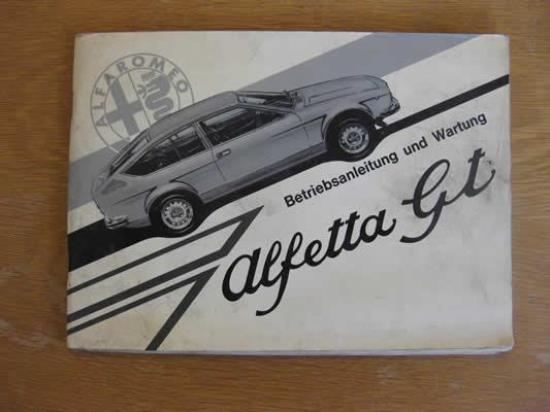 ALFA ROMEO
Betriebsanleitung und Wartung
Alfetta Gt